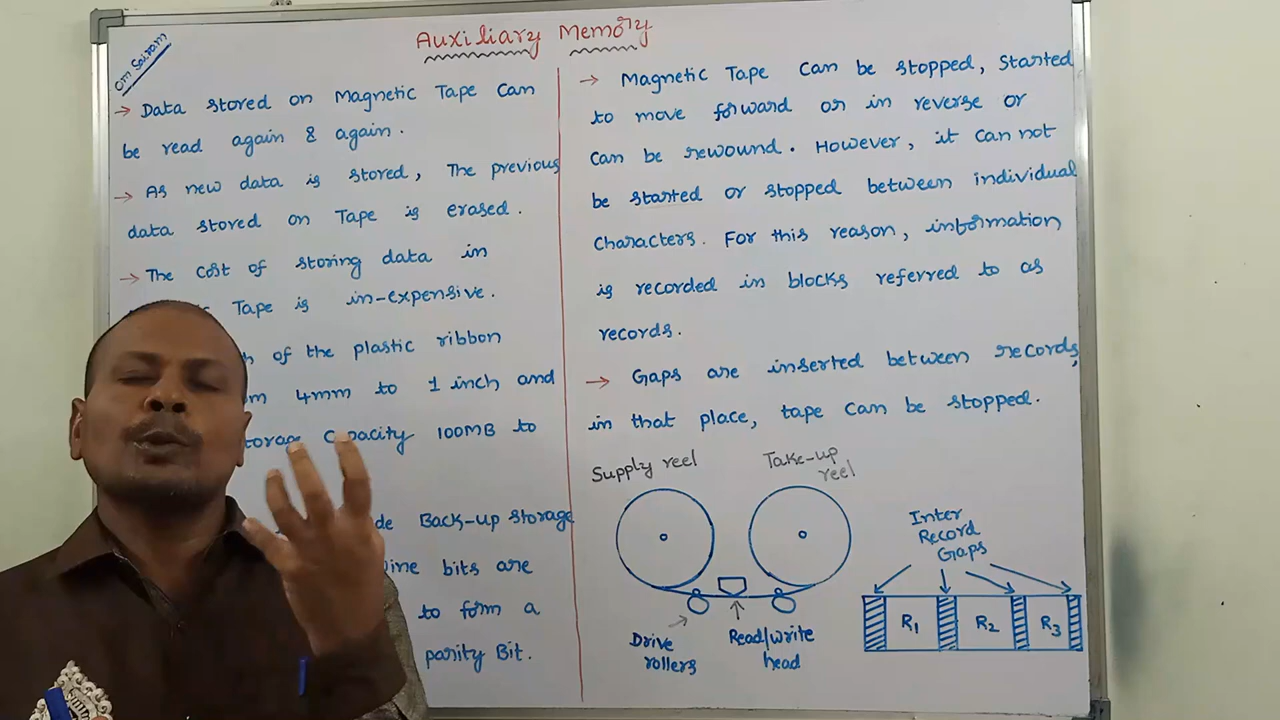 Auxiliary Memory
Om Sairam
→ Data stored on Magnetic Tape can
be read again & again.
→ As new data is stored, The previous
data stored on Tape is erased.
→ The cost of storing data in
Tape is in-expensive.
of the plastic ribbon
4mm to 1 inch and
capacity 100MB to
Back-up storage
bits are
to form a
parity Bit.
→ Magnetic Tape can be stopped, started
to move forward or in reverse or
can be rewound. However, it can not
be started or stopped between individual
characters. For this reason, information
is recorded in blocks referred to as
records.
→ Gaps are inserted between records,
in that place, tape can be stopped.
Supply reel
Take-up
reel
Drive
rollers
Read/write
head
Inter
Record
Gaps
R1 R2 R3